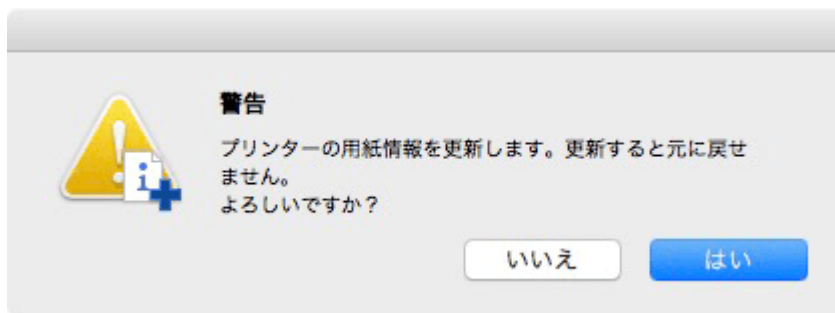 警告
プリンターの用紙情報を更新します。更新すると元に戻せ
ません。
よろしいですか？
いいえ
はい